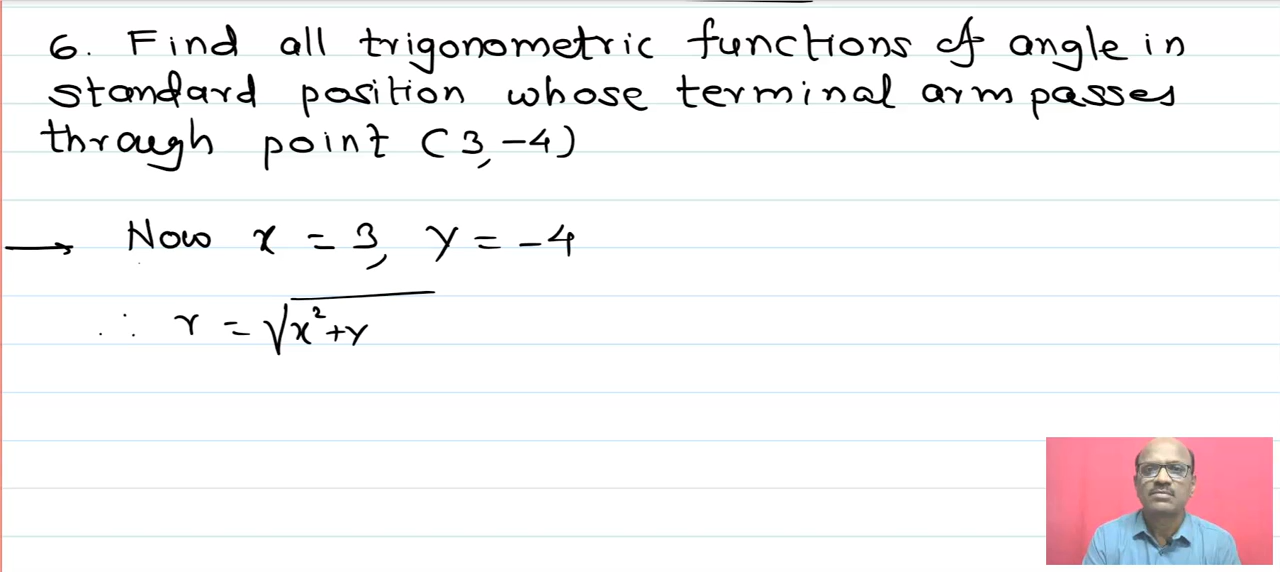 6. Find all trigonometric functions of angle in
standard position whose terminal arm passes
through point (3, -4)
→ Now x = 3, y = -4
∴ r = √x²+y